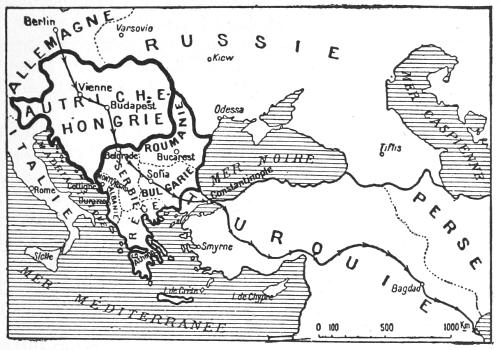 Berlin
ALLEMAGNE
Varsovie
RUSSIE
Kiew
Vienne
AUTRICHE-
HONGRIE
Budapest
Odessa
MER CASPIENNE
ITALIE
Belgrade
ROUMANIE
Bucarest
Tiflis
MER NOIRE
MER ADRIATIQUE
SERBIE
Sofia
BULGARIE
Constantinople
Rome
Cettigne
Durazzo
ALBANIE
GRÈCE
PERSE
TURQUIE
Smyrne
Sicile
Athènes
I. de Crète
I. de Chypre
Bagdad
MER MÉDITERRANÉE
0 100 500 1000 Km